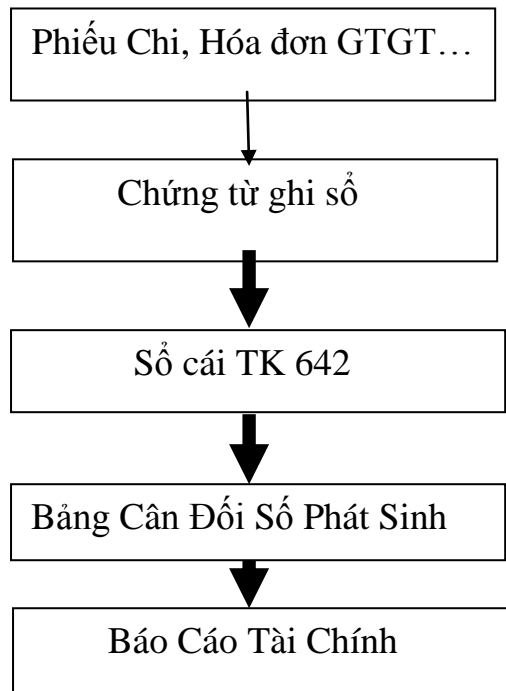 Phiếu Chi, Hóa đơn GTGT…
Chứng từ ghi sổ
Sổ cái TK 642
Bảng Cân Đối Số Phát Sinh
Báo Cáo Tài Chính